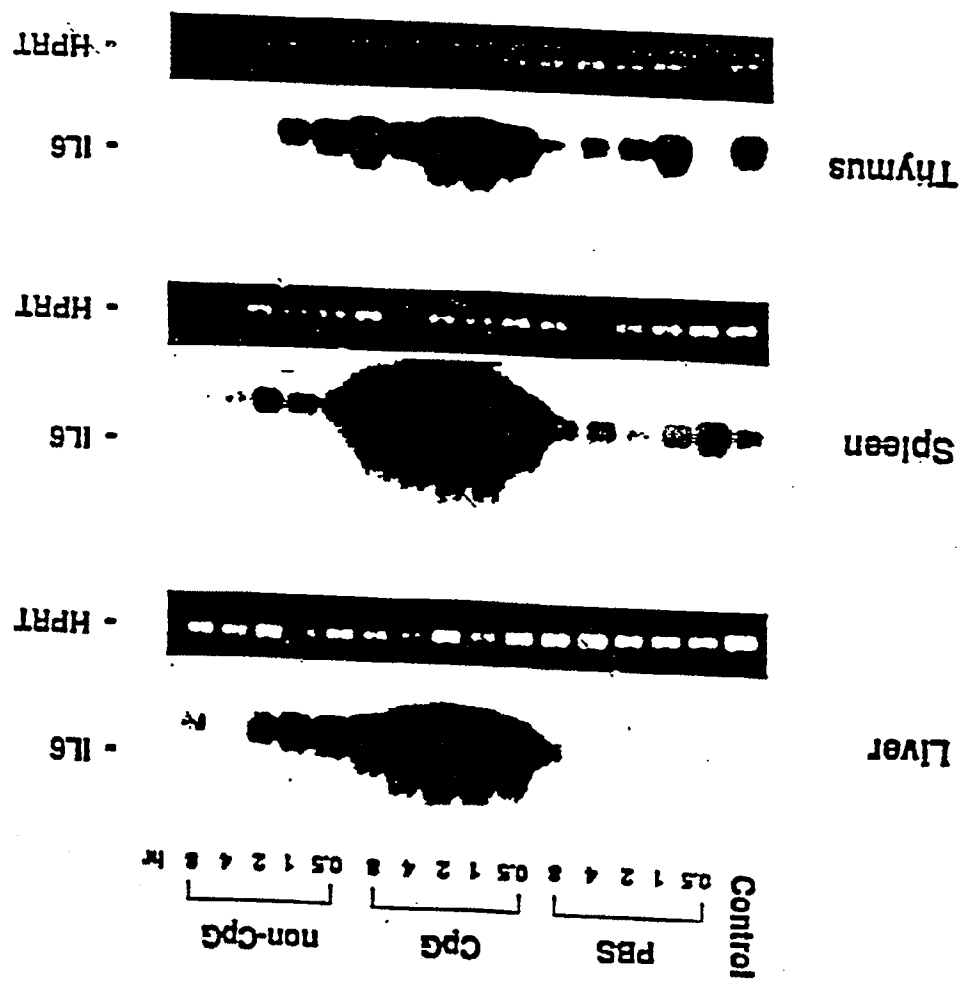 Control PBS CpG non-CpG
0.5 1 2 4 8 0.5 1 2 4 8 0.5 1 2 4 8 hr
Liver - IL6
- HPRT
Spleen - IL6
- HPRT
Thymus - IL6
- HPRT